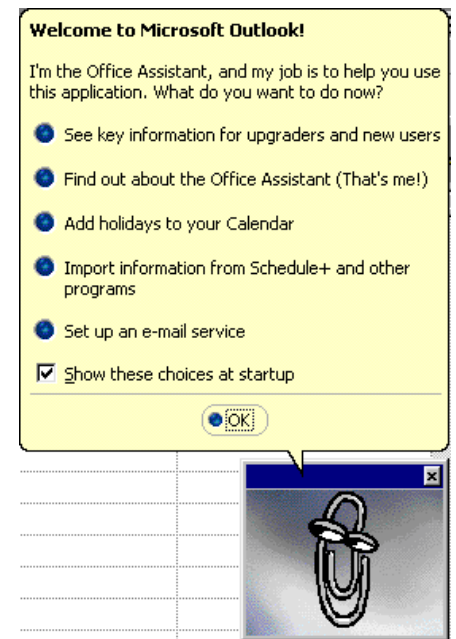 Welcome to Microsoft Outlook!
I'm the Office Assistant, and my job is to help you use
this application. What do you want to do now?
See key information for upgraders and new users
Find out about the Office Assistant (That's me!)
Add holidays to your Calendar
Import information from Schedule+ and other
programs
Set up an e-mail service
Show these choices at startup
OK